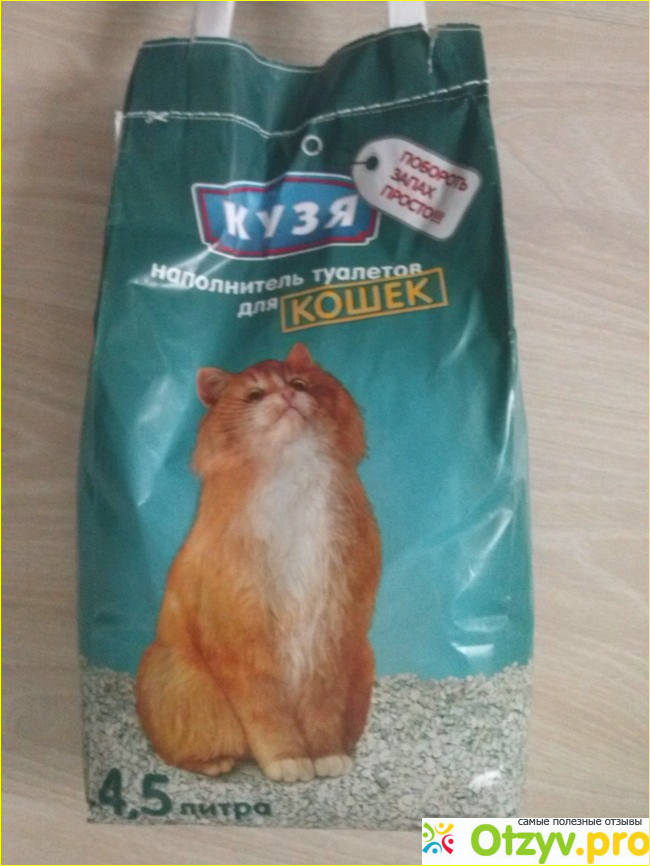 ПОБОРОТЬ
ЗАПАХ
ПРОСТО!!!
КУЗЯ
наполнитель туалетов
для КОШЕК
4,5 литра
самые полезные отзывы
Otzyv.pro